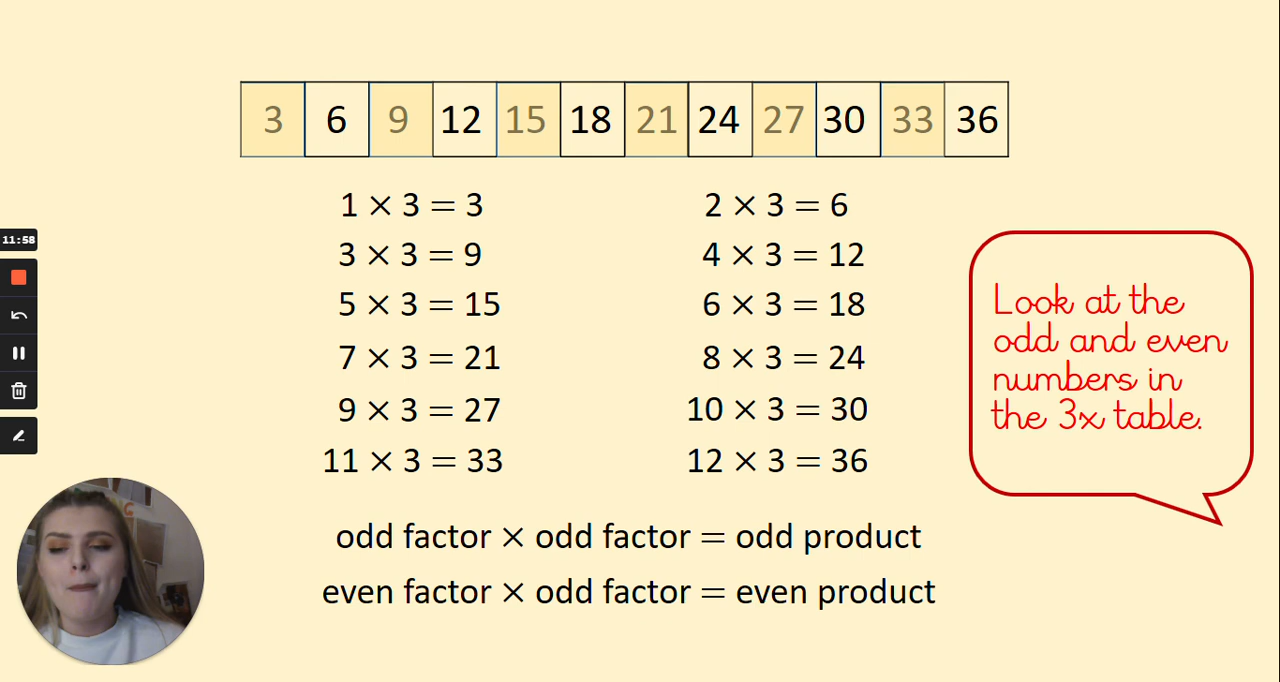 3 6 9 12 15 18 21 24 27 30 33 36
1 × 3 = 3
2 × 3 = 6
3 × 3 = 9
4 × 3 = 12
5 × 3 = 15
6 × 3 = 18
7 × 3 = 21
8 × 3 = 24
9 × 3 = 27
10 × 3 = 30
11 × 3 = 33
12 × 3 = 36
odd factor × odd factor = odd product
even factor × odd factor = even product
Look at the
odd and even
numbers in
the 3x table.
11:58